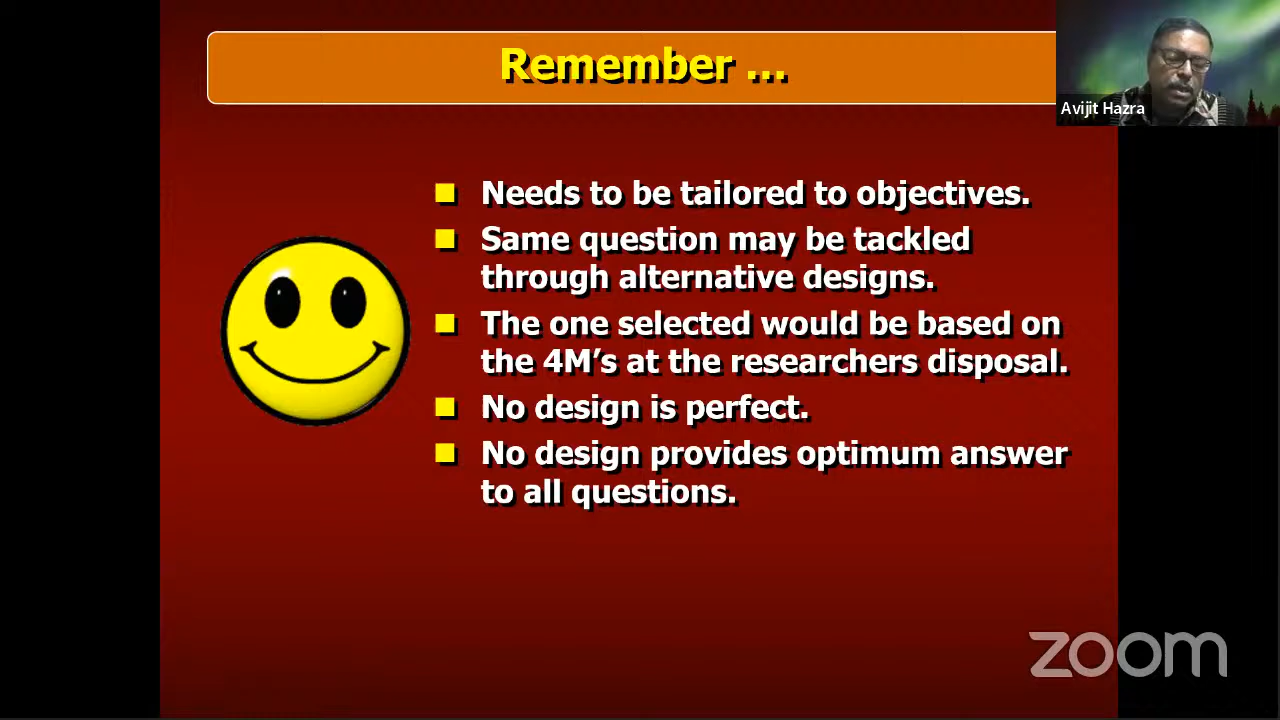 Remember ...
Avijit Hazra
Needs to be tailored to objectives.
Same question may be tackled
through alternative designs.
The one selected would be based on
the 4M's at the researchers disposal.
No design is perfect.
No design provides optimum answer
to all questions.
zoom